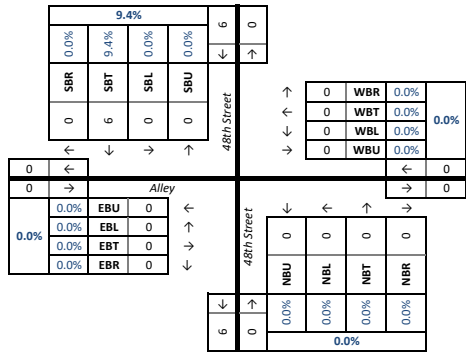 9.4%
6 0
0.0% 9.4% 0.0% 0.0%
↓ ↑
SBR SBT SBL SBU
48th Street
↑ 0 WBR 0.0%
← 0 WBT 0.0%
0.0%
0 6 0 0
↓ 0 WBL 0.0%
→ 0 WBU 0.0%
← ↓ → ↑
0 ←
← 0
0 → Alley
→ 0
0.0% EBU 0 ←
↓ ← ↑ →
0.0% EBL 0 ↑
0.0%
0.0% EBT 0 →
0.0% EBR 0 ↓
48th Street
0 0 0 0
NBU NBL NBT NBR
↓ ↑
0.0% 0.0% 0.0% 0.0%
6 0
0.0%